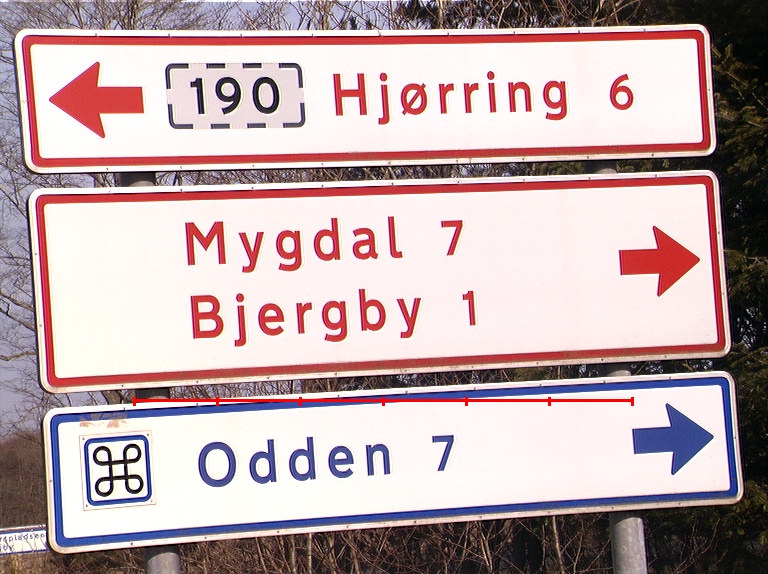 190 Hjørring 6
Mygdal 7
Bjergby 1
Odden 7